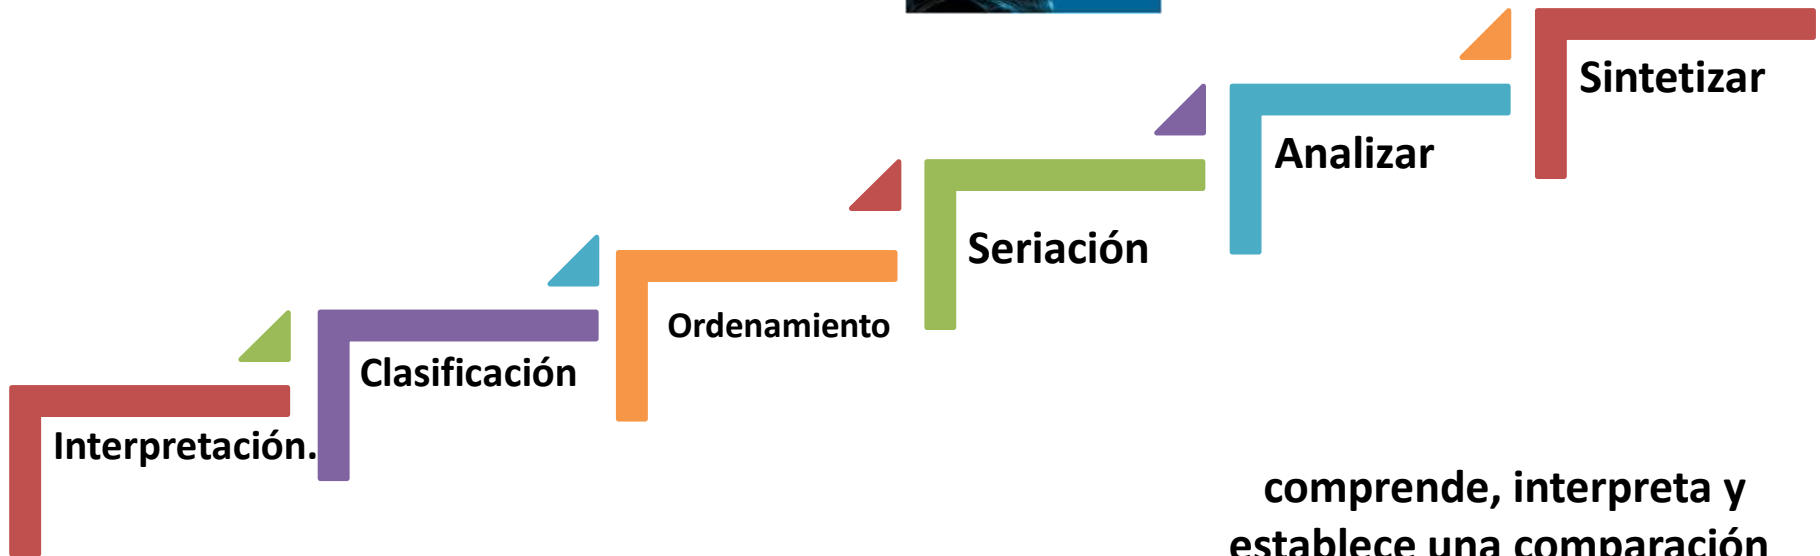 Sintetizar
Analizar
Seriación
Ordenamiento
Clasificación
Interpretación.
comprende, interpreta y
establece una comparación